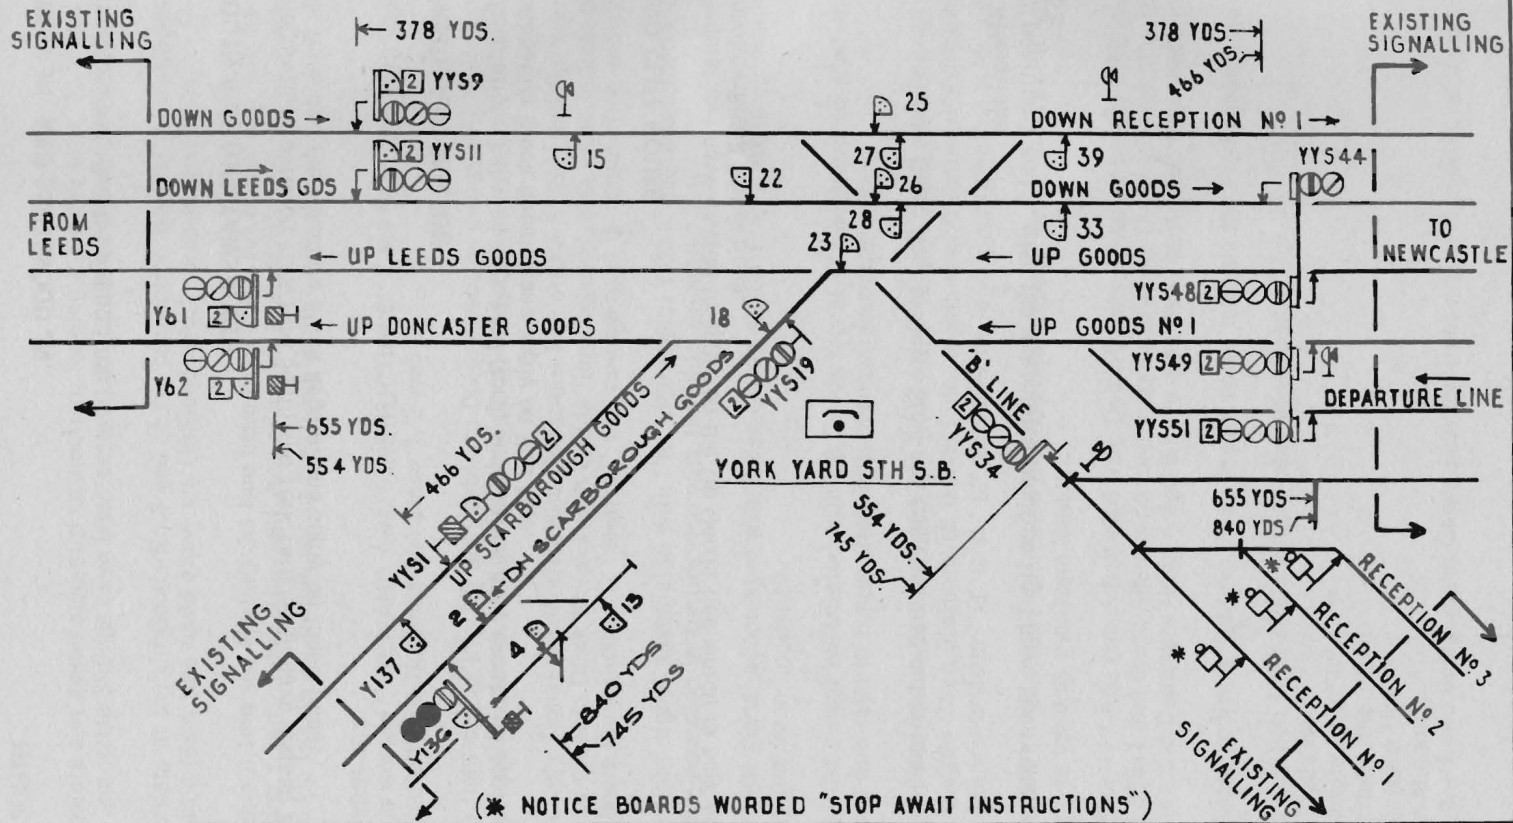 EXISTING
SIGNALLING
378 YDS.
378 YDS.
466 YDS.
EXISTING
SIGNALLING
2 YYS9
25
DOWN GOODS →
DOWN RECEPTION Nº 1 →
2 YYS11
15
27
39
YYS44
DOWN LEEDS GDS
22
26
DOWN GOODS →
FROM
LEEDS
28
33
TO
NEWCASTLE
23
← UP LEEDS GOODS
← UP GOODS
YYS48 2
Y61 2
← UP DONCASTER GOODS
18
← UP GOODS Nº 1
YYS49 2
Y62 2
2 YYS19
'B' LINE
DEPARTURE LINE
YYS51 2
655 YDS.
554 YDS.
466 YDS.
2
YYS1
UP SCARBOROUGH GOODS →
← DN SCARBOROUGH GOODS
2 YYS34
YORK YARD STH S.B.
554 YDS.
745 YDS.
655 YDS
840 YDS
2
4
13
Y137
Y136
840 YDS
745 YDS
EXISTING
SIGNALLING
*
*
*
RECEPTION Nº 3
RECEPTION Nº 2
RECEPTION Nº 1
EXISTING
SIGNALLING
(* NOTICE BOARDS WORDED "STOP AWAIT INSTRUCTIONS")